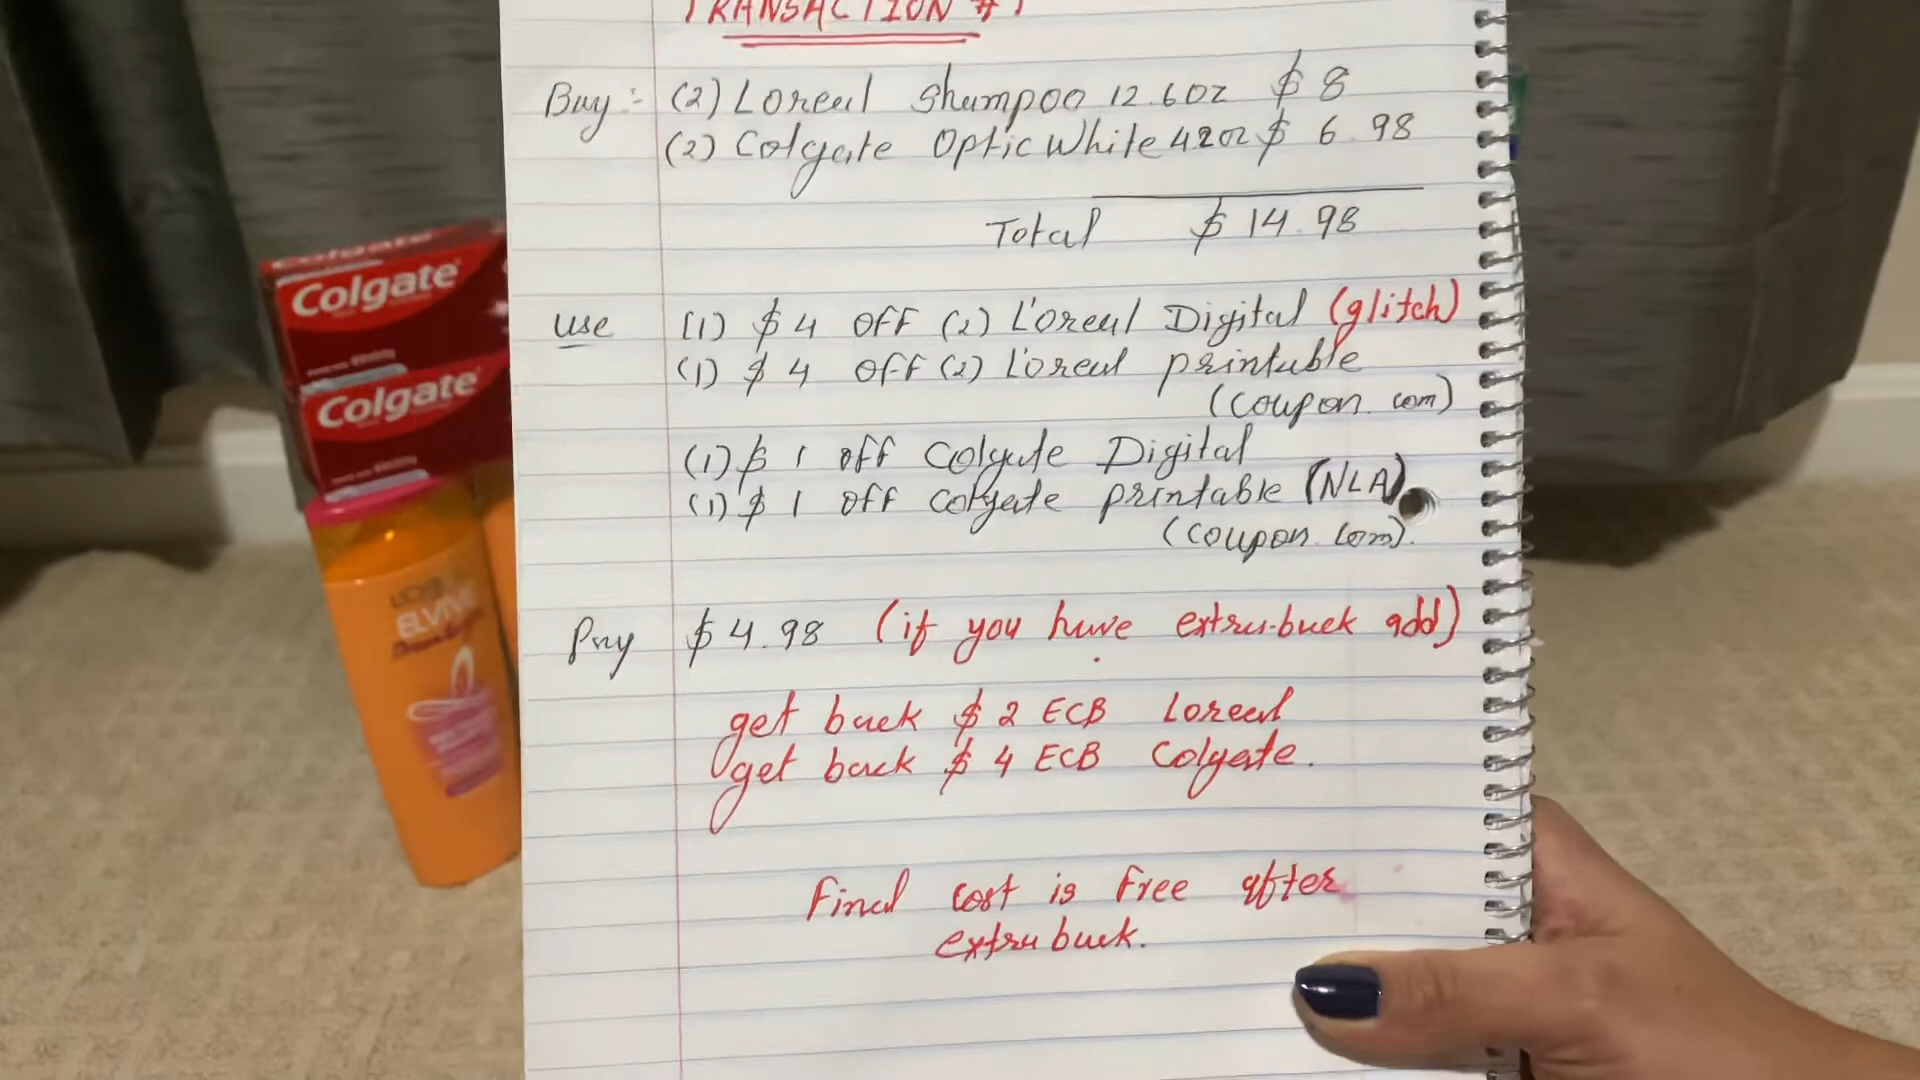 TRANSACTION #1
Buy :- (2) Loreal Shampoo 12.6oz $ 8
(2) Colgate Optic White 4.2oz $ 6.98
Total $ 14.98
use (1) $ 4 OFF (2) L'oreal Digital (glitch)
(1) $ 4 OFF (2) L'oreal printable
(coupon.com)
(1) $ 1 off Colgate Digital
(1) $ 1 off Colgate printable (NLA)
(coupon.com).
Pay $ 4.98 (if you have extra-buck add)
get back $ 2 ECB Loreal
get back $ 4 ECB Colgate.
Final cost is Free after
extra buck.
Colgate
Colgate
Colgate
ELVIVE